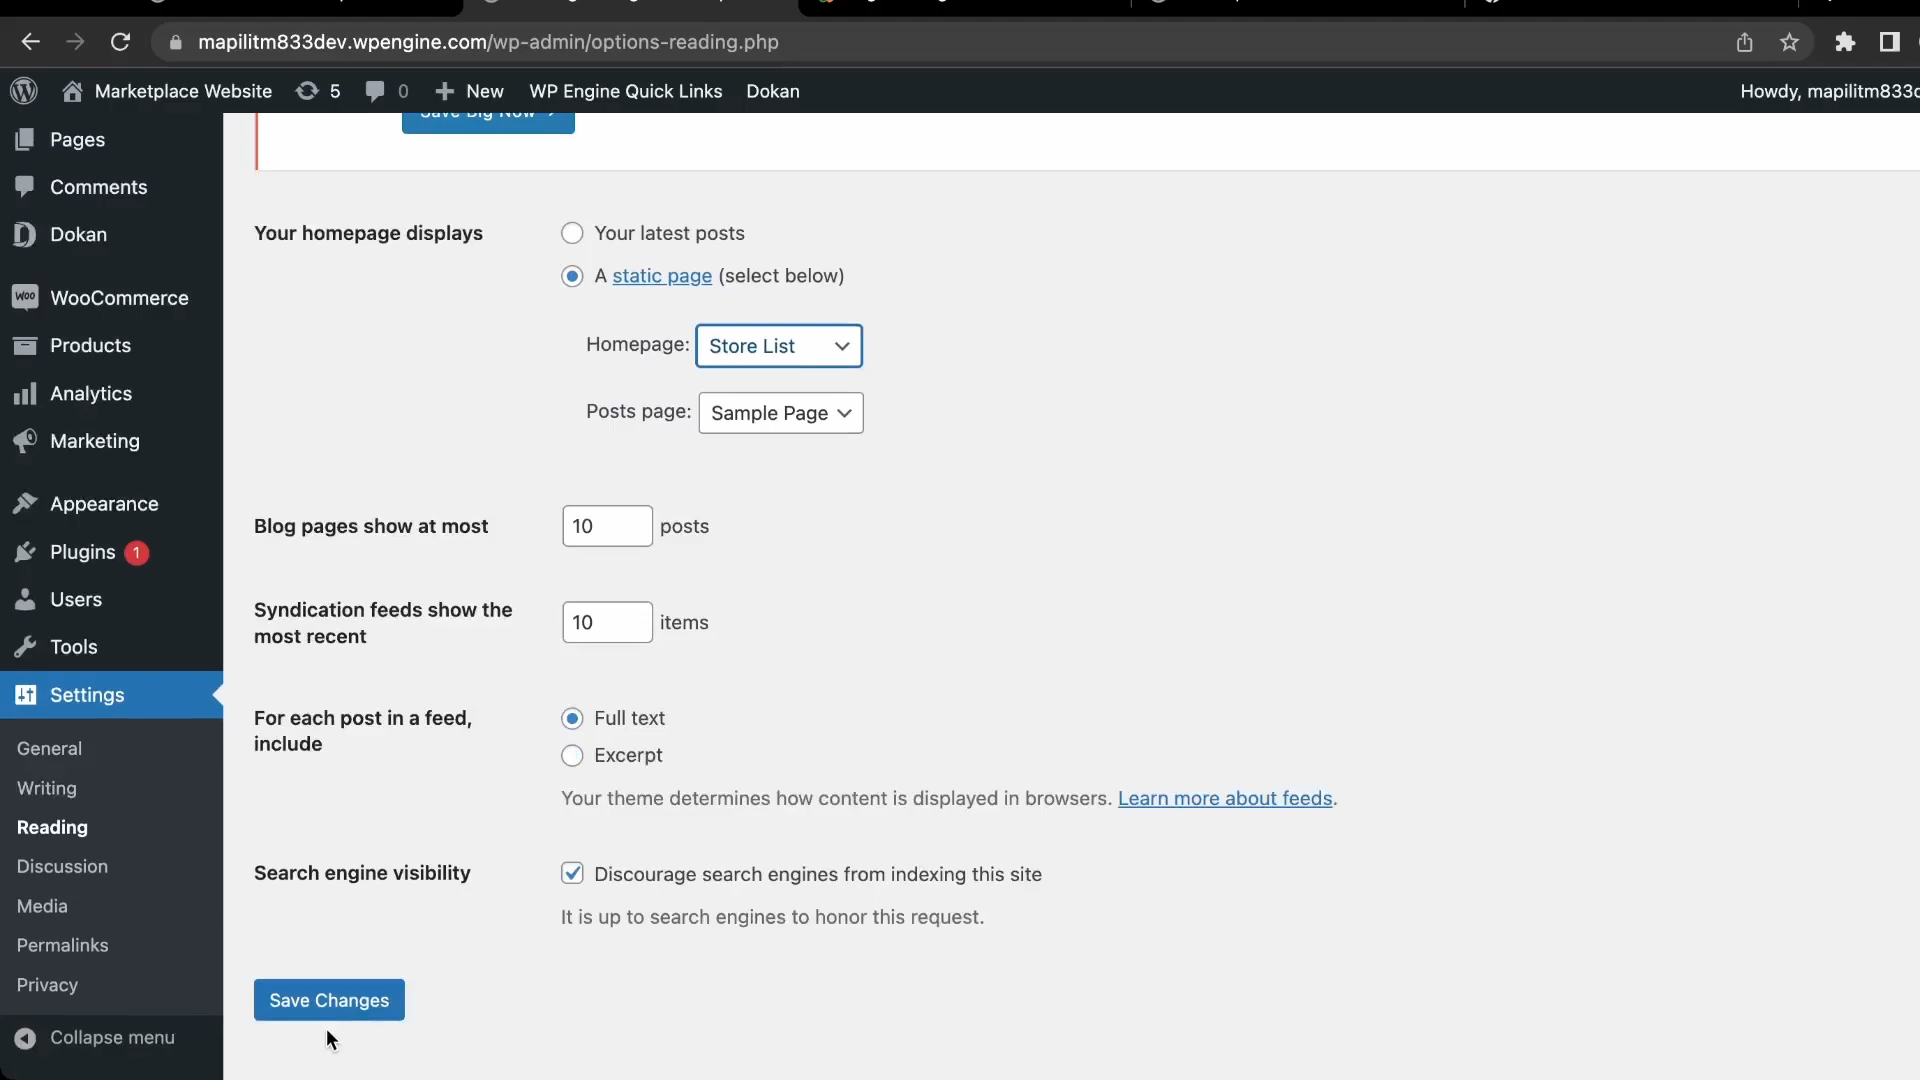 mapilitm833dev.wpengine.com/wp-admin/options-reading.php
Marketplace Website 5 0 New WP Engine Quick Links Dokan Howdy, mapilitm833d
Save Big Now
Pages
Comments
Dokan
Woo WooCommerce
Products
Analytics
Marketing
Appearance
Plugins 1
Users
Tools
Settings
General
Writing
Reading
Discussion
Media
Permalinks
Privacy
Collapse menu
Your homepage displays
Your latest posts
A static page (select below)
Homepage: Store List
Posts page: Sample Page
Blog pages show at most 10 posts
Syndication feeds show the
most recent
10 items
For each post in a feed,
include
Full text
Excerpt
Your theme determines how content is displayed in browsers. Learn more about feeds.
Search engine visibility
Discourage search engines from indexing this site
It is up to search engines to honor this request.
Save Changes